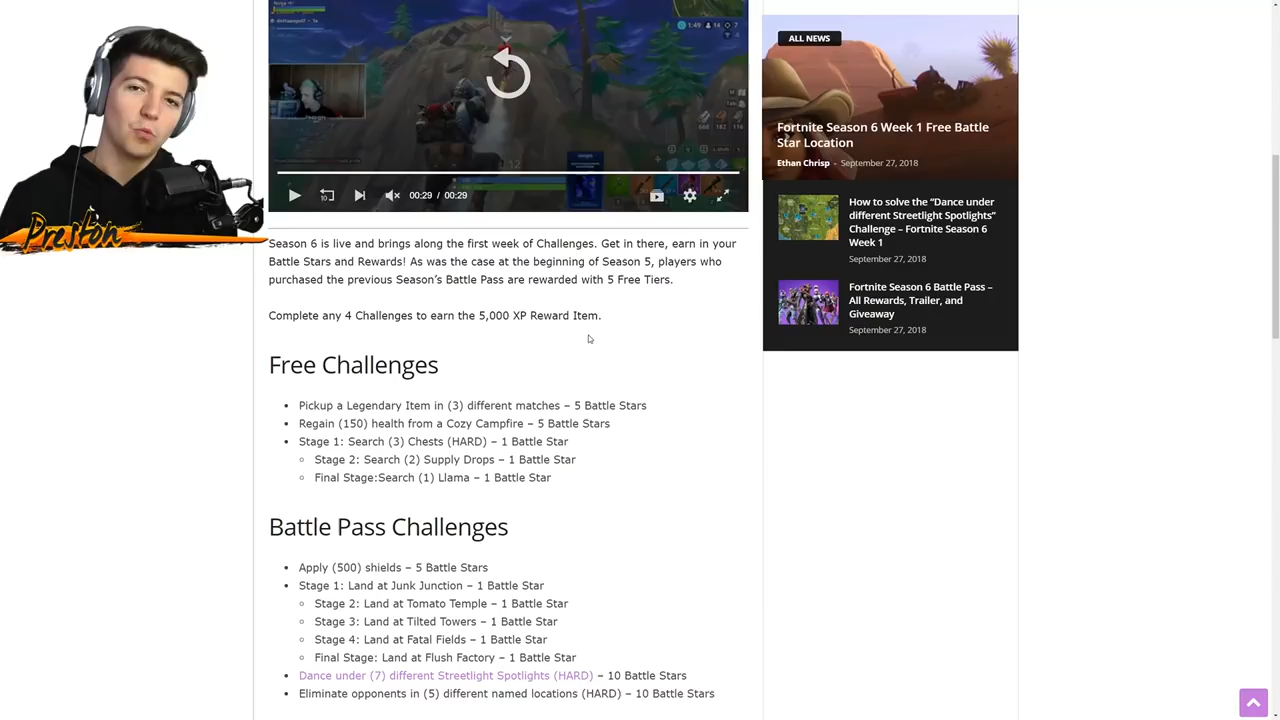 Ninja
1:49 14 7
ALL NEWS
Fortnite Season 6 Week 1 Free Battle
Star Location
Ethan Chrisp - September 27, 2018
668 182 116
12
00:29 / 00:29
How to solve the “Dance under
different Streetlight Spotlights”
Challenge – Fortnite Season 6
Week 1
September 27, 2018
Fortnite Season 6 Battle Pass –
All Rewards, Trailer, and
Giveaway
September 27, 2018
Preston
Season 6 is live and brings along the first week of Challenges. Get in there, earn in your
Battle Stars and Rewards! As was the case at the beginning of Season 5, players who
purchased the previous Season’s Battle Pass are rewarded with 5 Free Tiers.
Complete any 4 Challenges to earn the 5,000 XP Reward Item.
Free Challenges
• Pickup a Legendary Item in (3) different matches – 5 Battle Stars
• Regain (150) health from a Cozy Campfire – 5 Battle Stars
• Stage 1: Search (3) Chests (HARD) – 1 Battle Star
◦ Stage 2: Search (2) Supply Drops – 1 Battle Star
◦ Final Stage:Search (1) Llama – 1 Battle Star
Battle Pass Challenges
• Apply (500) shields – 5 Battle Stars
• Stage 1: Land at Junk Junction – 1 Battle Star
◦ Stage 2: Land at Tomato Temple – 1 Battle Star
◦ Stage 3: Land at Tilted Towers – 1 Battle Star
◦ Stage 4: Land at Fatal Fields – 1 Battle Star
◦ Final Stage: Land at Flush Factory – 1 Battle Star
• Dance under (7) different Streetlight Spotlights (HARD) – 10 Battle Stars
• Eliminate opponents in (5) different named locations (HARD) – 10 Battle Stars